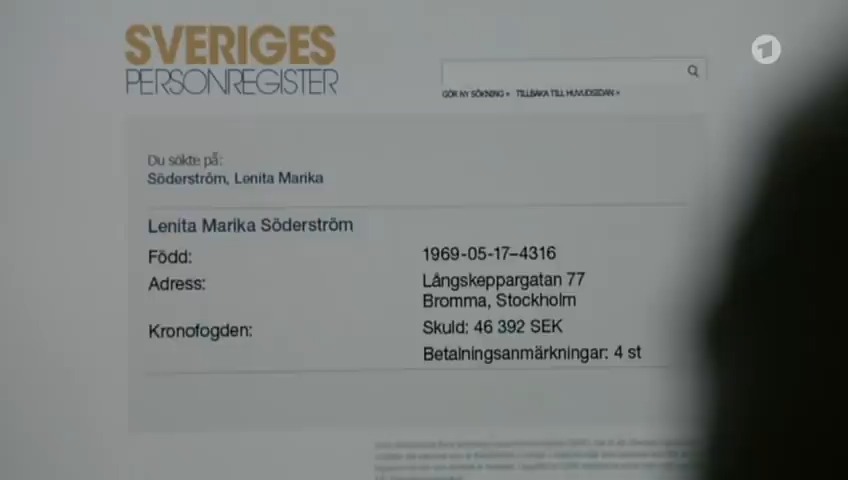 SVERIGES
PERSONREGISTER
GÖR NY SÖKNING • TILLBAKA TILL HUVUDSIDAN •
Du sökte på:
Söderström, Lenita Marika
Lenita Marika Söderström
Född: 1969-05-17–4316
Adress: Långskeppargatan 77
Bromma, Stockholm
Kronofogden: Skuld: 46 392 SEK
Betalningsanmärkningar: 4 st
1